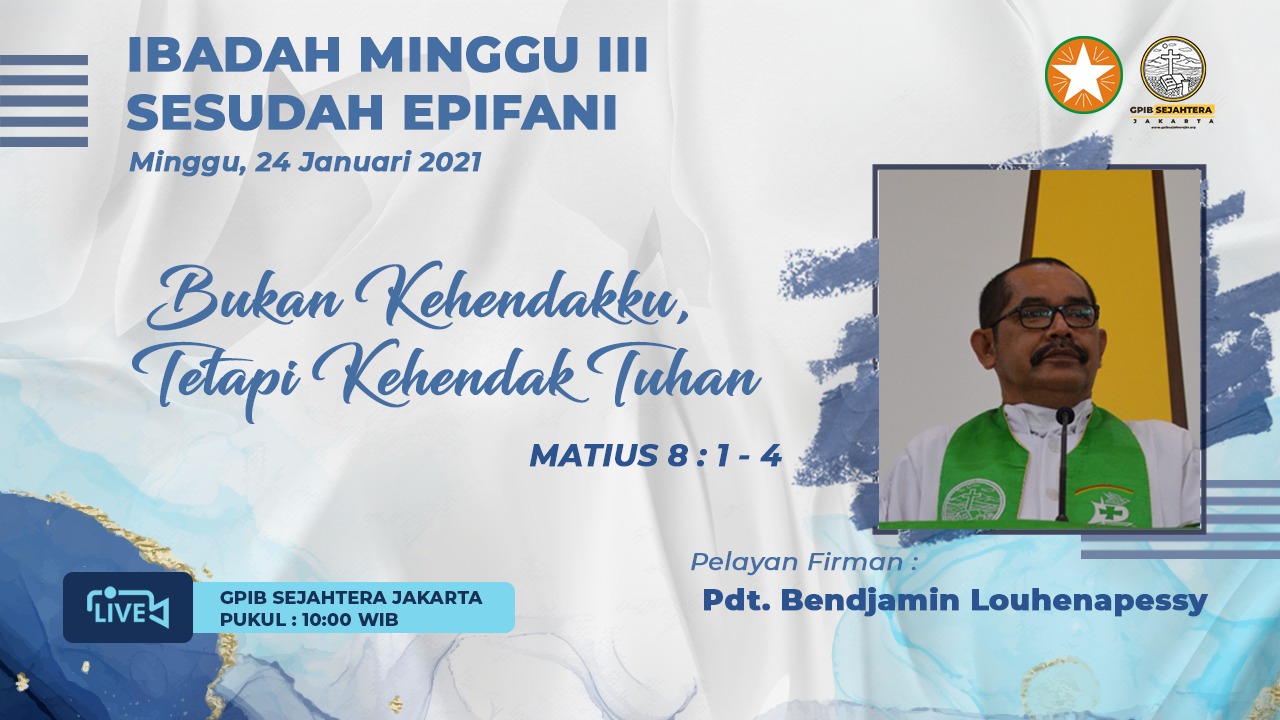 IBADAH MINGGU III
SESUDAH EPIFANI
Minggu, 24 Januari 2021
GPIB SEJAHTERA
JAKARTA
Bukan Kehendakku,
Tetapi Kehendak Tuhan
MATIUS 8 : 1 - 4
Pelayan Firman :
Pdt. Bendjamin Louhenapessy
LIVE
GPIB SEJAHTERA JAKARTA
PUKUL : 10:00 WIB